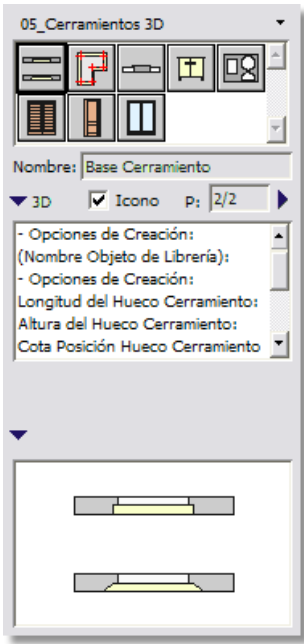 05_Cerramientos 3D
Nombre: Base Cerramiento
3D Icono P: 2/2
- Opciones de Creación:
(Nombre Objeto de Librería):
- Opciones de Creación:
Longitud del Hueco Cerramiento:
Altura del Hueco Cerramiento:
Cota Posición Hueco Cerramiento